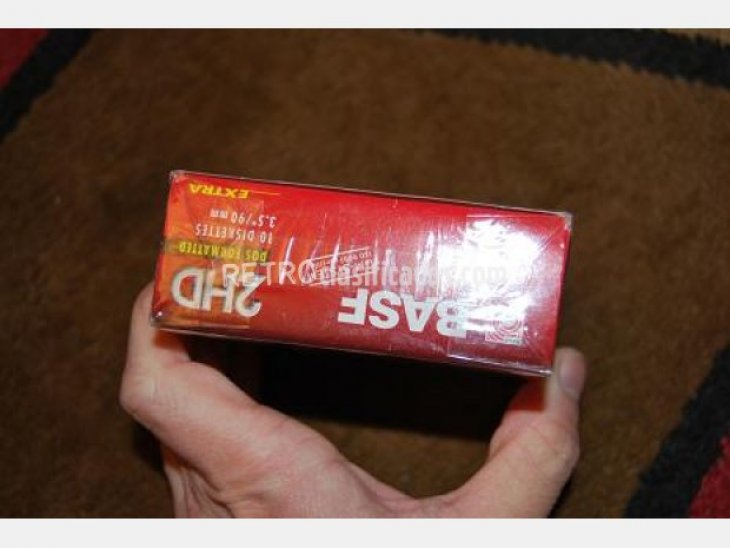 BASF
2HD
DOS FORMATTED
10 DISKETTES
3.5"/90 mm
EXTRA
RETROclasificados.com